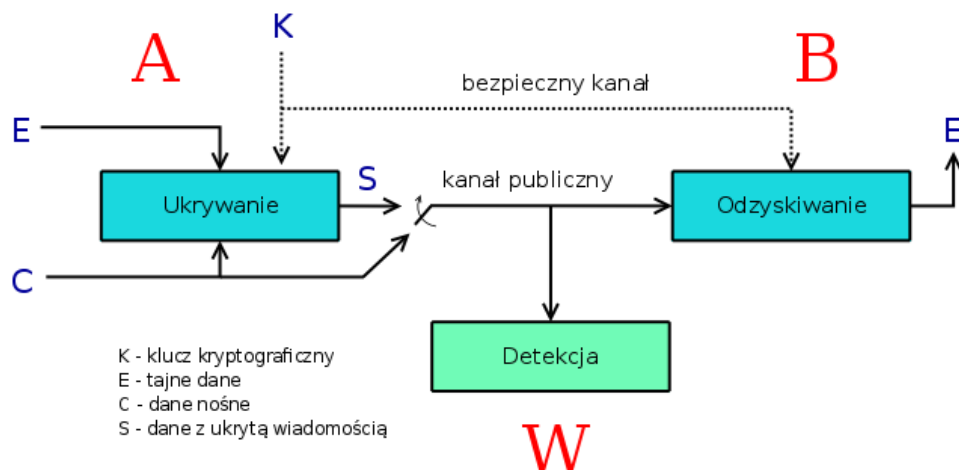 A
K
B
bezpieczny kanał
E
E
S
kanał publiczny
Ukrywanie
Odzyskiwanie
C
Detekcja
K - klucz kryptograficzny
E - tajne dane
C - dane nośne
S - dane z ukrytą wiadomością
W